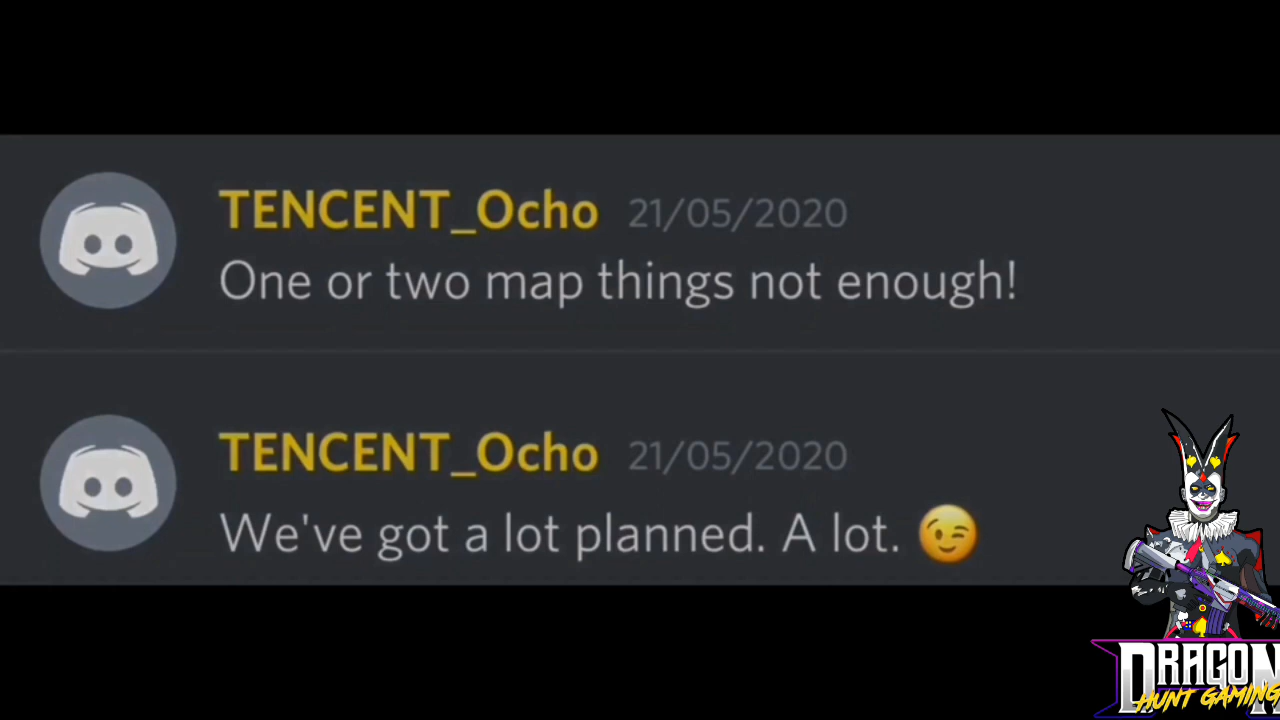 TENCENT_Ocho 21/05/2020
One or two map things not enough!
TENCENT_Ocho 21/05/2020
We've got a lot planned. A lot. 😉
DRAGON
HUNT GAMING